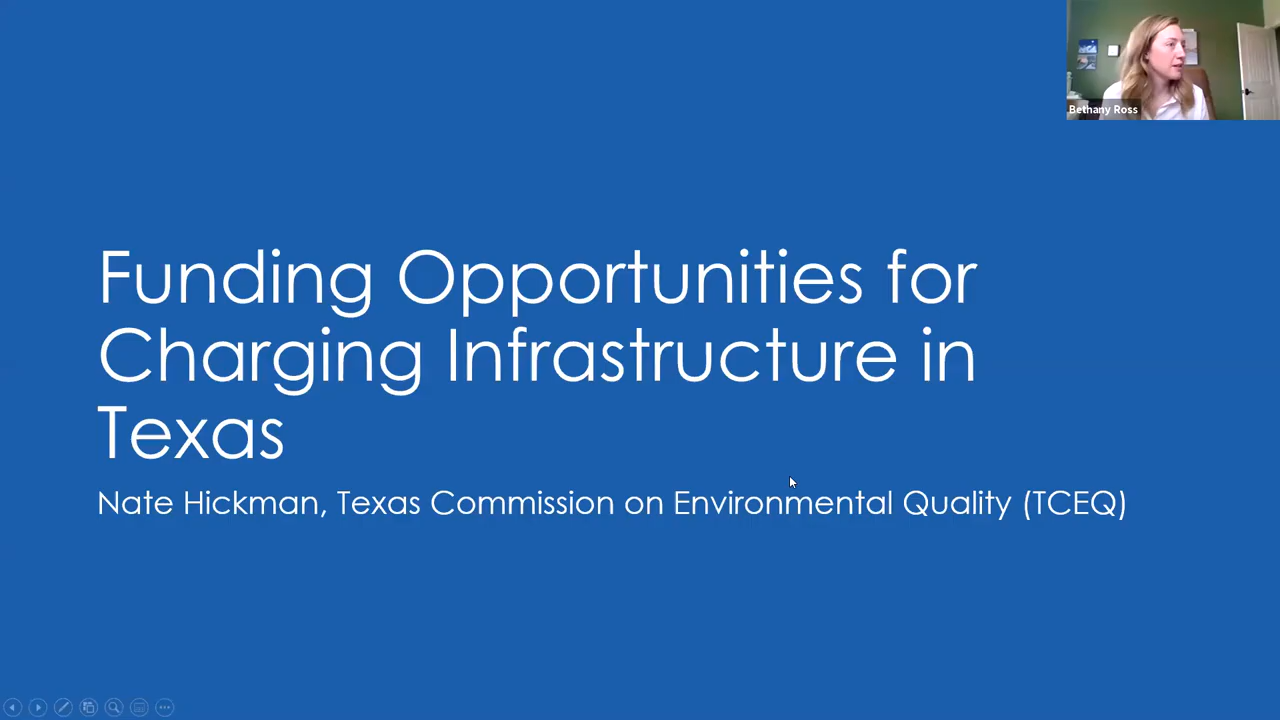 Bethany Ross
Funding Opportunities for
Charging Infrastructure in
Texas
Nate Hickman, Texas Commission on Environmental Quality (TCEQ)